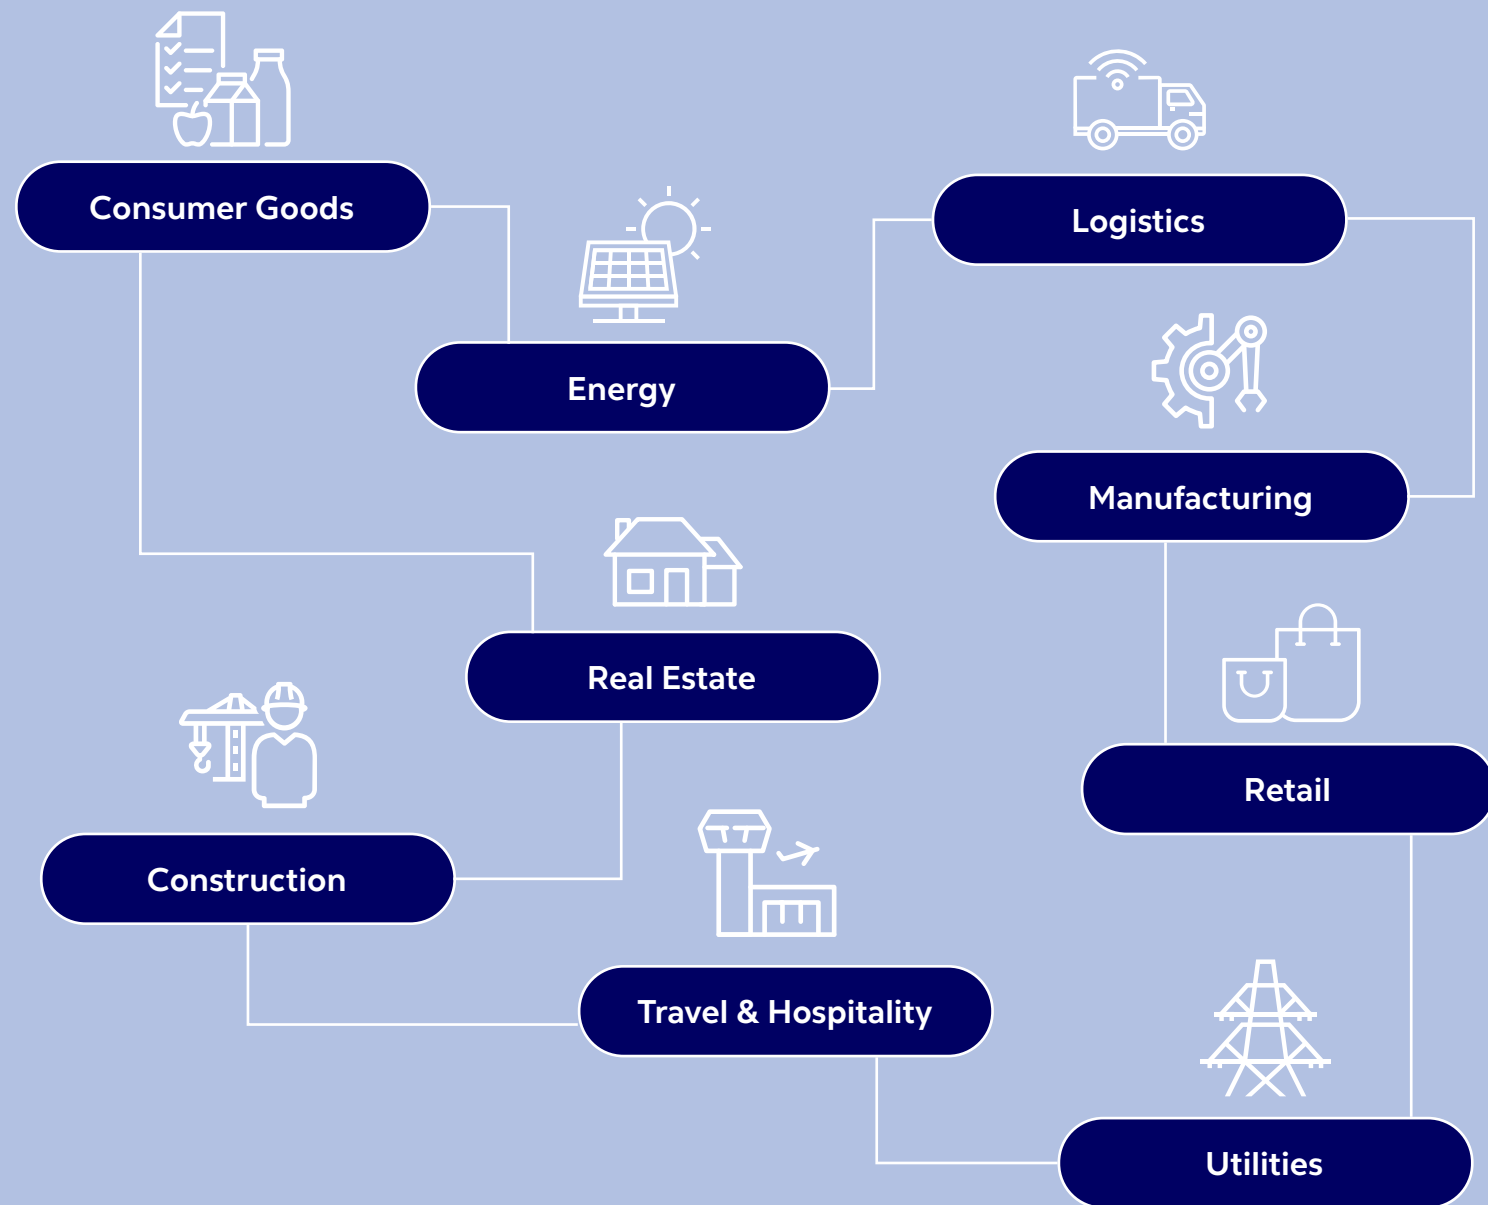 Consumer Goods
Logistics
Energy
Manufacturing
Real Estate
Retail
Construction
Travel & Hospitality
Utilities